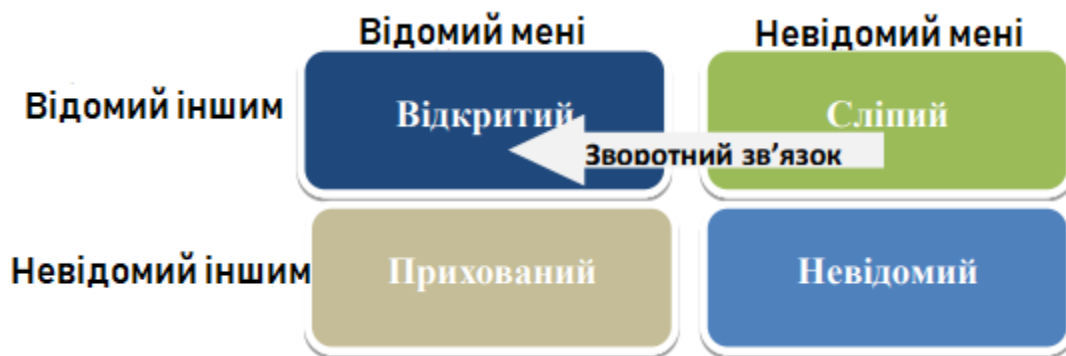 Відомий мені
Невідомий мені
Відомий іншим
Відкритий
Сліпий
Зворотний зв’язок
Невідомий іншим
Прихований
Невідомий